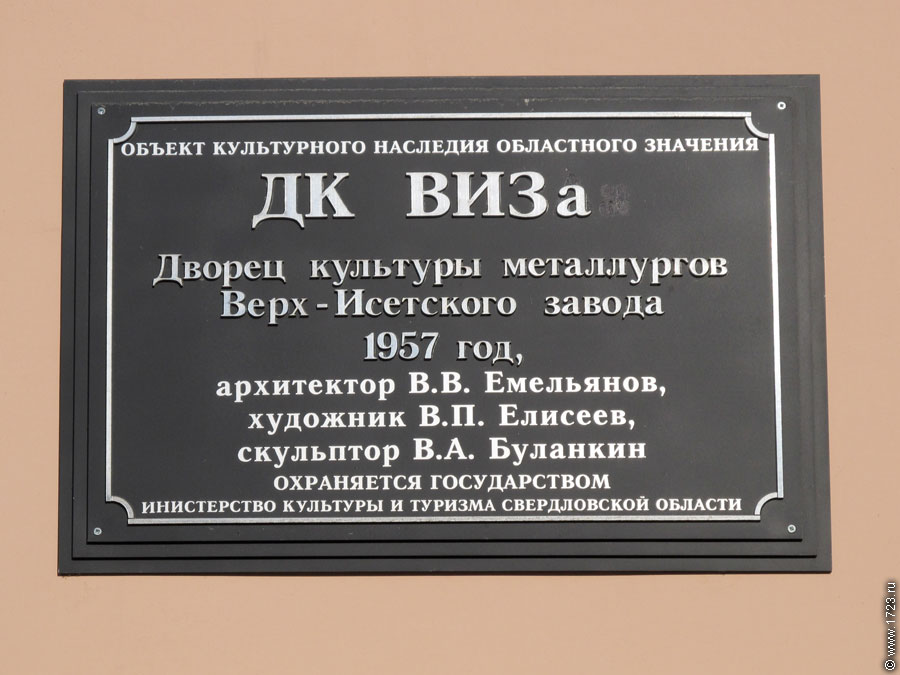 ОБЪЕКТ КУЛЬТУРНОГО НАСЛЕДИЯ ОБЛАСТНОГО ЗНАЧЕНИЯ
ДК ВИЗа
Дворец культуры металлургов
Верх-Исетского завода
1957 год,
архитектор В.В. Емельянов,
художник В.П. Елисеев,
скульптор В.А. Буланкин
ОХРАНЯЕТСЯ ГОСУДАРСТВОМ
ИНИСТЕРСТВО КУЛЬТУРЫ И ТУРИЗМА СВЕРДЛОВСКОЙ ОБЛАСТИ
© www.1723.ru